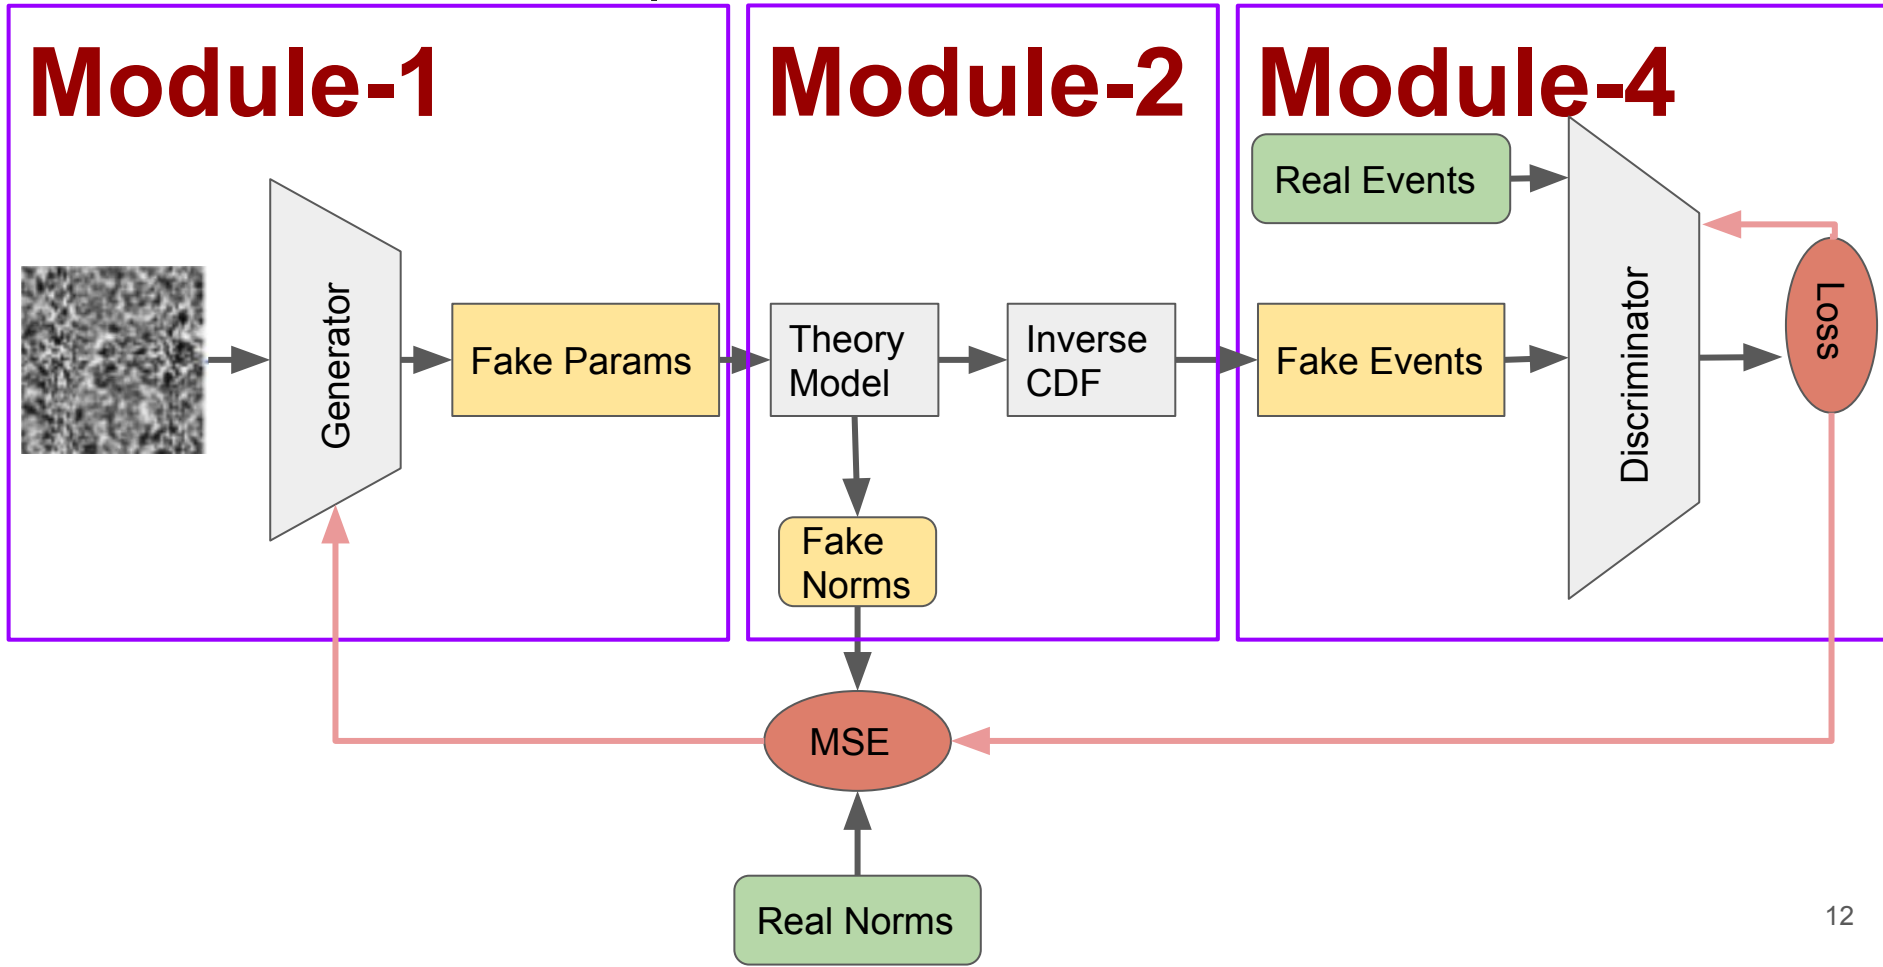 Module-1
Module-2
Module-4
Real Events
Generator
Fake Params
Theory
Model
Inverse
CDF
Fake Events
Discriminator
Loss
Fake
Norms
MSE
Real Norms
12